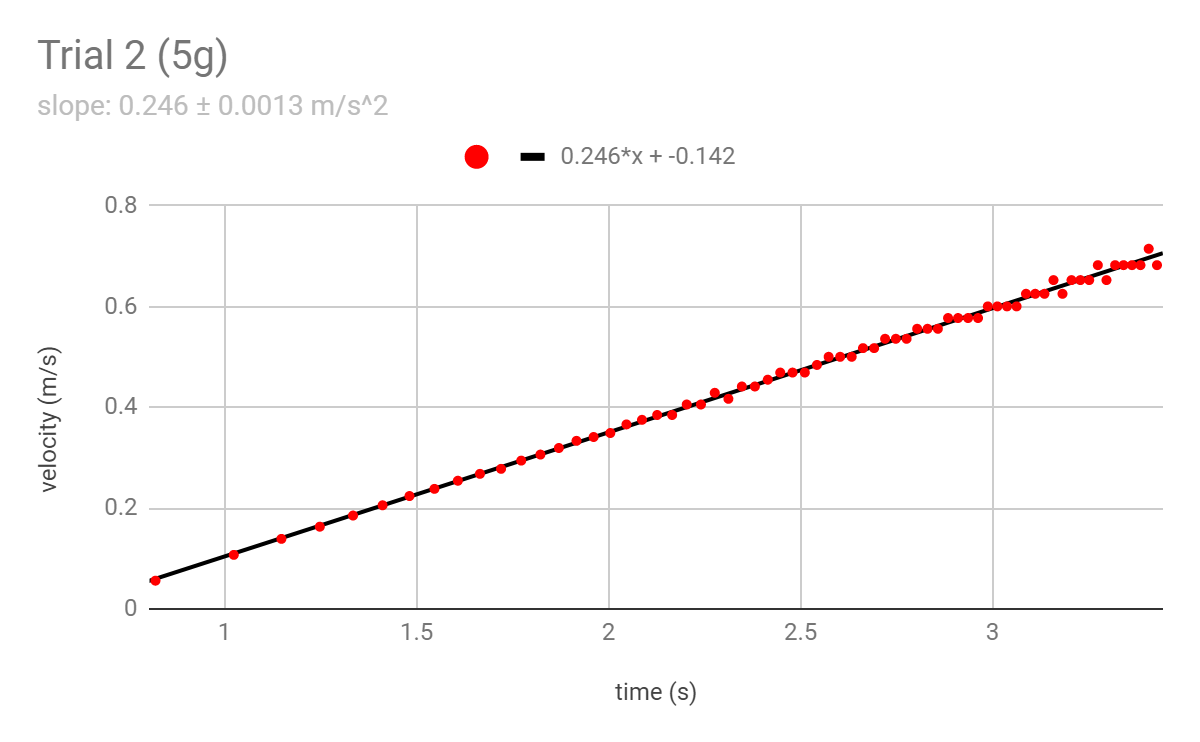 Trial 2 (5g)
slope: 0.246 ± 0.0013 m/s^2
0.246*x + -0.142
velocity (m/s)
0.8
0.6
0.4
0.2
0
1 1.5 2 2.5 3
time (s)